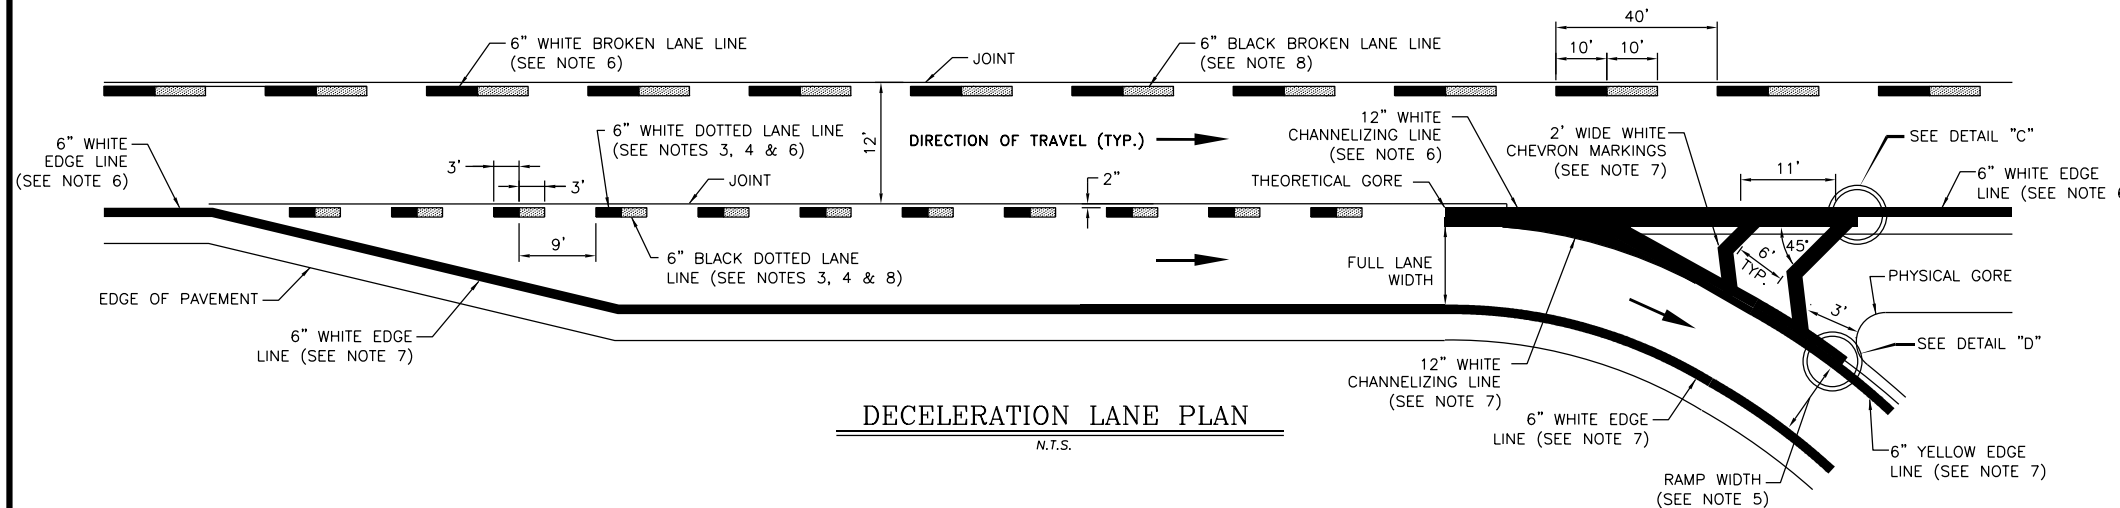 40'
10'
10'
6" WHITE BROKEN LANE LINE
(SEE NOTE 6)
JOINT
6" BLACK BROKEN LANE LINE
(SEE NOTE 8)
6" WHITE
EDGE LINE
(SEE NOTE 6)
3'
3'
6" WHITE DOTTED LANE LINE
(SEE NOTES 3, 4 & 6)
JOINT
12'
DIRECTION OF TRAVEL (TYP.)
2"
12" WHITE
CHANNELIZING LINE
(SEE NOTE 6)
THEORETICAL GORE
2' WIDE WHITE
CHEVRON MARKINGS
(SEE NOTE 7)
11'
SEE DETAIL "C"
6" WHITE EDGE
LINE (SEE NOTE 6
9'
6" BLACK DOTTED LANE
LINE (SEE NOTES 3, 4 & 8)
FULL LANE
WIDTH
45°
6'
TYP.
PHYSICAL GORE
3'
SEE DETAIL "D"
EDGE OF PAVEMENT
6" WHITE EDGE
LINE (SEE NOTE 7)
12" WHITE
CHANNELIZING LINE
(SEE NOTE 7)
6" WHITE EDGE
LINE (SEE NOTE 7)
6" YELLOW EDGE
LINE (SEE NOTE 7)
RAMP WIDTH
(SEE NOTE 5)
DECELERATION LANE PLAN
N.T.S.